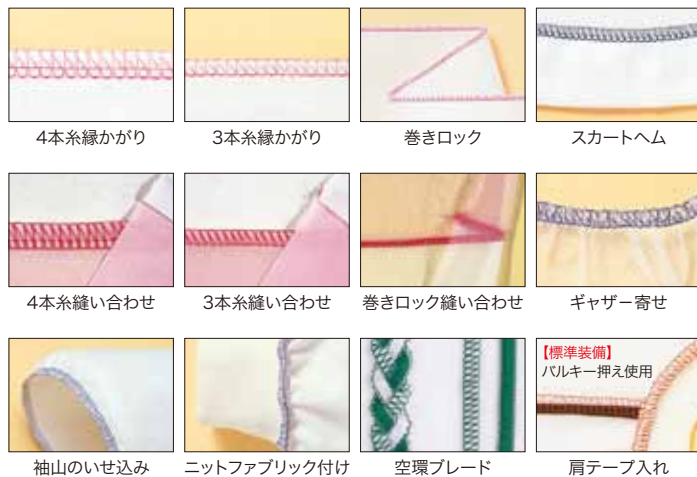 4本糸縁かがり
3本糸縁かがり
巻きロック
スカートヘム
4本糸縫い合わせ
3本糸縫い合わせ
巻きロック縫い合わせ
ギャザー寄せ
【標準装備】
バルキー押え使用
袖山のいせ込み
ニットファブリック付け
空環ブレード
肩テープ入れ